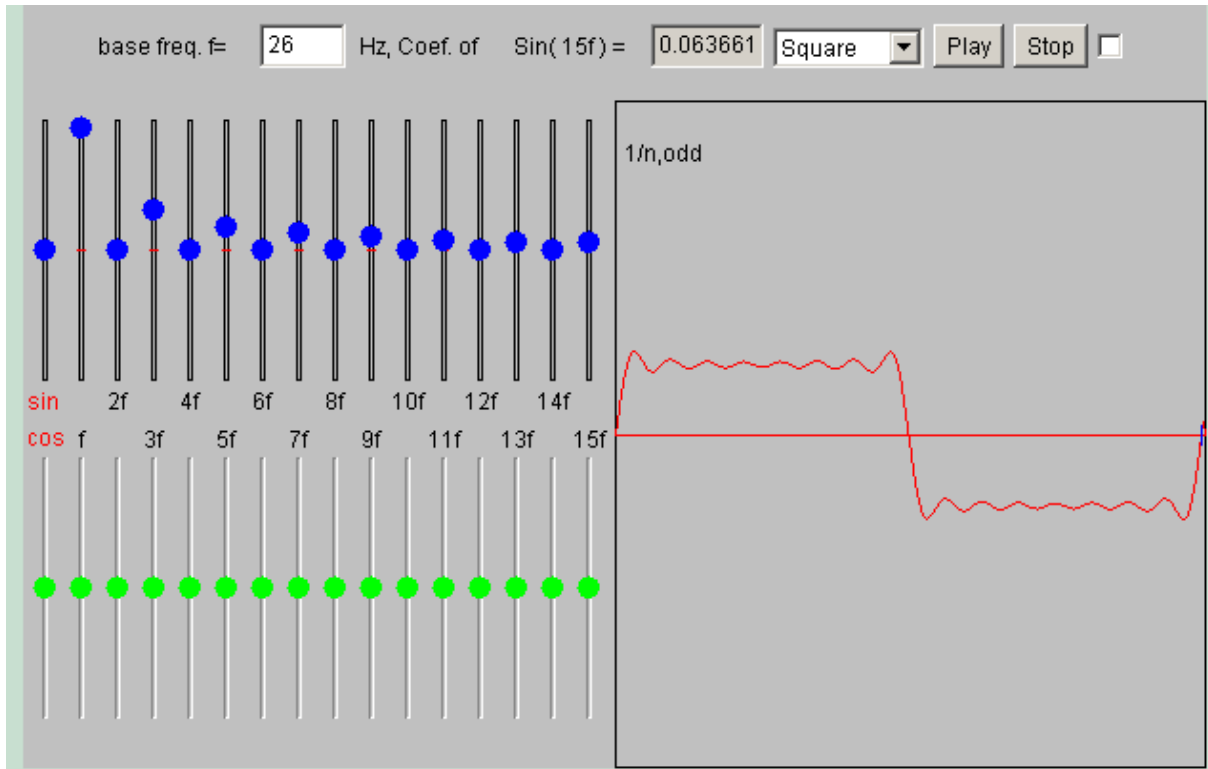 base freq. f= 26 Hz, Coef. of Sin( 15f ) = 0.063661 Square Play Stop
1/n,odd
sin 2f 4f 6f 8f 10f 12f 14f
cos f 3f 5f 7f 9f 11f 13f 15f